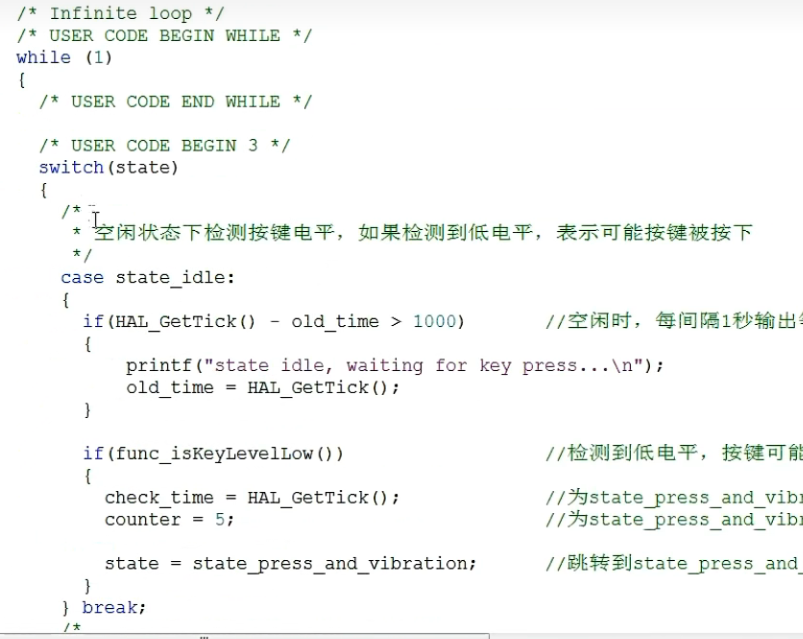 /* Infinite loop */
/* USER CODE BEGIN WHILE */
while (1)
{
  /* USER CODE END WHILE */

  /* USER CODE BEGIN 3 */
  switch(state)
  {
    /*
     * 空闲状态下检测按键电平，如果检测到低电平，表示可能按键被按下
     */
    case state_idle:
    {
      if(HAL_GetTick() - old_time > 1000)       //空闲时，每间隔1秒输出
      {
          printf("state idle, waiting for key press...\n");
          old_time = HAL_GetTick();
      }

      if(func_isKeyLevelLow())                  //检测到低电平，按键可能
      {
        check_time = HAL_GetTick();             //为state_press_and_vib
        counter = 5;                            //为state_press_and_vib

        state = state_press_and_vibration;      //跳转到state_press_and_
      }
    } break;
    /*